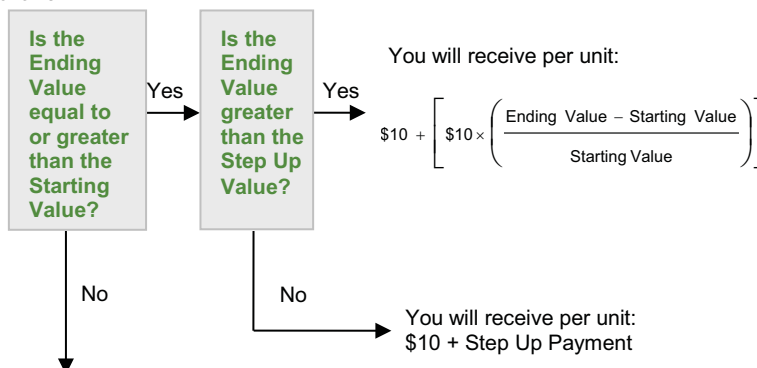 Is the
Ending
Value
equal to
or greater
than the
Starting
Value?
Yes
Is the
Ending
Value
greater
than the
Step Up
Value?
Yes
You will receive per unit:
$10 + [ $10 × ( Ending Value – Starting Value
Starting Value ) ]
No
No
You will receive per unit:
$10 + Step Up Payment